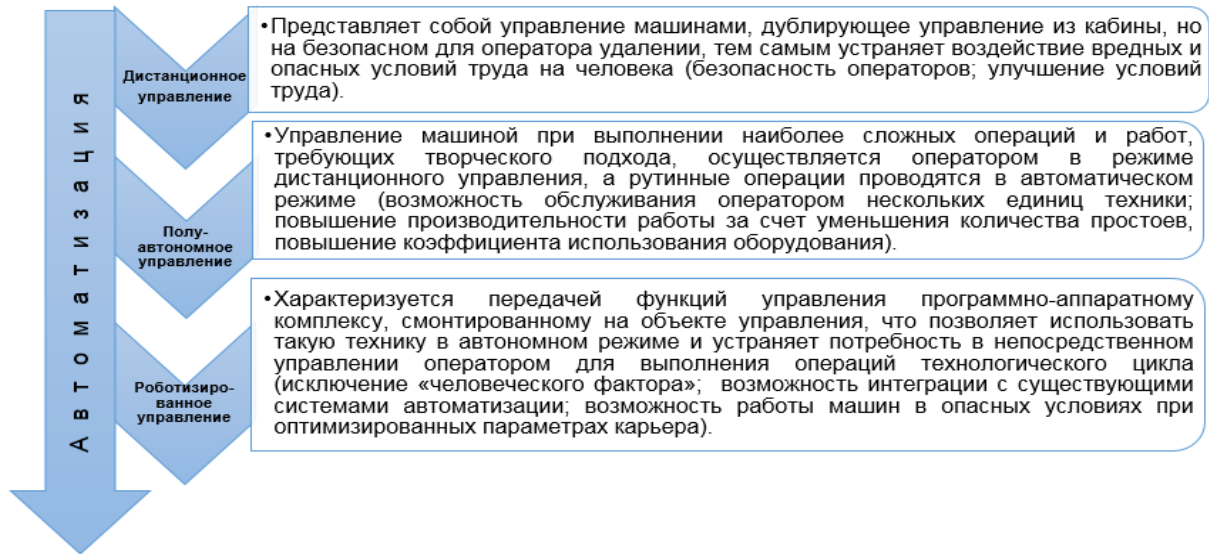 Автоматизация
Дистанционное
управление
•Представляет собой управление машинами, дублирующее управление из кабины, но
на безопасном для оператора удалении, тем самым устраняет воздействие вредных и
опасных условий труда на человека (безопасность операторов; улучшение условий
труда).
Полу-
автономное
управление
•Управление машиной при выполнении наиболее сложных операций и работ,
требующих творческого подхода, осуществляется оператором в режиме
дистанционного управления, а рутинные операции проводятся в автоматическом
режиме (возможность обслуживания оператором нескольких единиц техники;
повышение производительности работы за счет уменьшения количества простоев,
повышение коэффициента использования оборудования).
Роботизиро-
ванное
управление
•Характеризуется передачей функций управления программно-аппаратному
комплексу, смонтированному на объекте управления, что позволяет использовать
такую технику в автономном режиме и устраняет потребность в непосредственном
управлении оператором для выполнения операций технологического цикла
(исключение «человеческого фактора»; возможность интеграции с существующими
системами автоматизации; возможность работы машин в опасных условиях при
оптимизированных параметрах карьера).